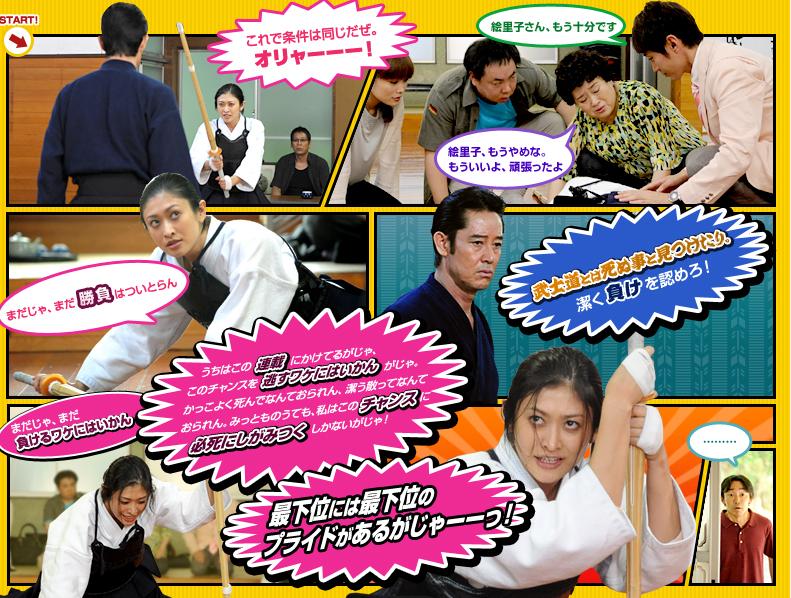 START!
これで条件は同じだぜ。
オリャーーー！
絵里子さん、もう十分です
絵里子、もうやめな。
もういいよ、頑張ったよ
まだじゃ、まだ勝負はついとらん
武士道とは死ぬ事と見つけたり。
潔く負けを認めろ！
うちはこの連載にかけてるがじゃ、
このチャンスを逃すワケにはいかんがじゃ。
かっこよく死んでなんておられん、潔う散ってなんて
おられん。みっとものうても、私はこのチャンスに
必死にしがみつくしかないがじゃ！
まだじゃ、まだ
負けるワケにはいかん
最下位には最下位の
プライドがあるがじゃーーっ！
………